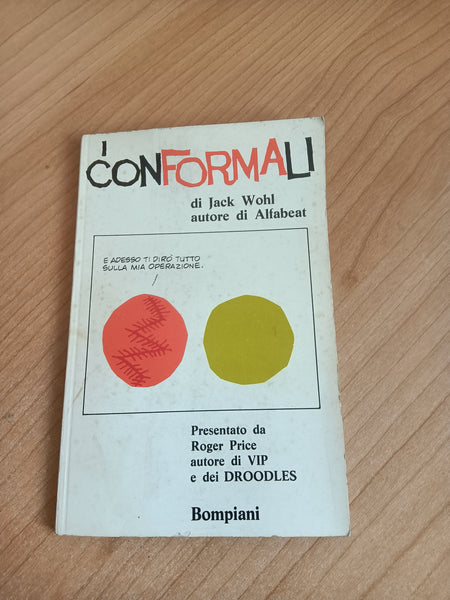 I
CONFORMALI
di Jack Wohl
autore di Alfabeat
E ADESSO TI DIRÒ TUTTO
SULLA MIA OPERAZIONE.
Presentato da
Roger Price
autore di VIP
e dei DROODLES
Bompiani